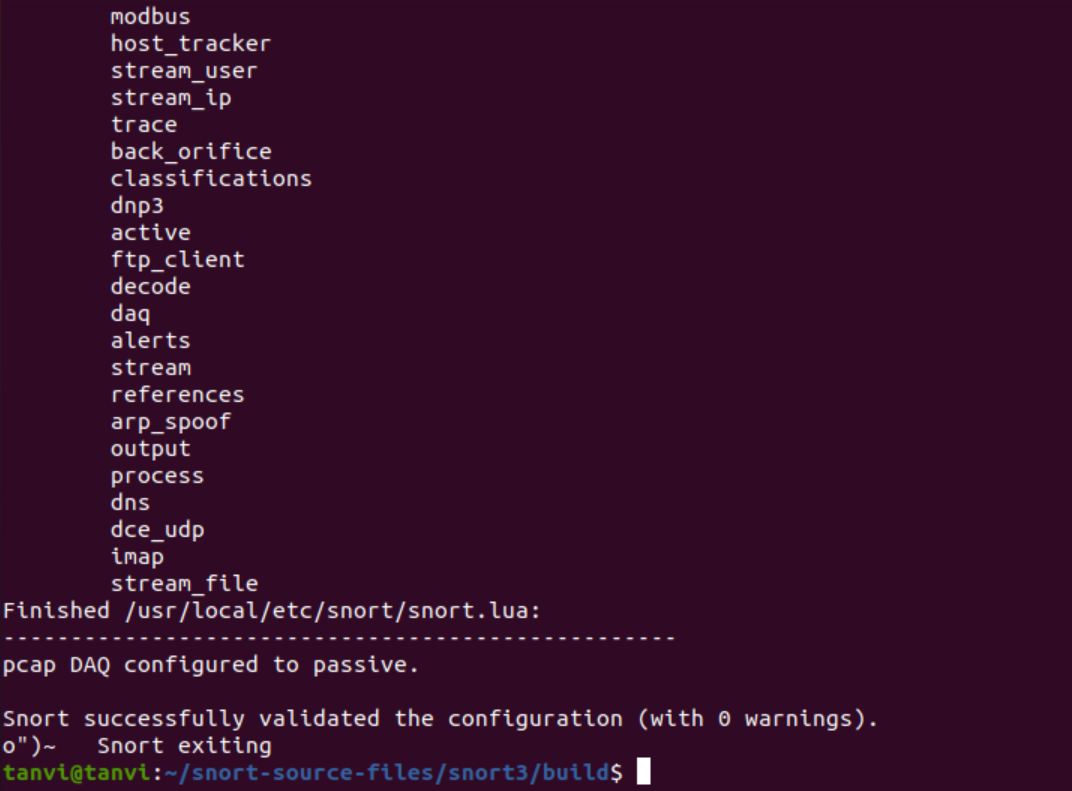 modbus
host_tracker
stream_user
stream_ip
trace
back_orifice
classifications
dnp3
active
ftp_client
decode
daq
alerts
stream
references
arp_spoof
output
process
dns
dce_udp
imap
stream_file
Finished /usr/local/etc/snort/snort.lua:
--------------------------------------------------
pcap DAQ configured to passive.
Snort successfully validated the configuration (with 0 warnings).
o")~   Snort exiting
tanvi@tanvi:~/snort-source-files/snort3/build$